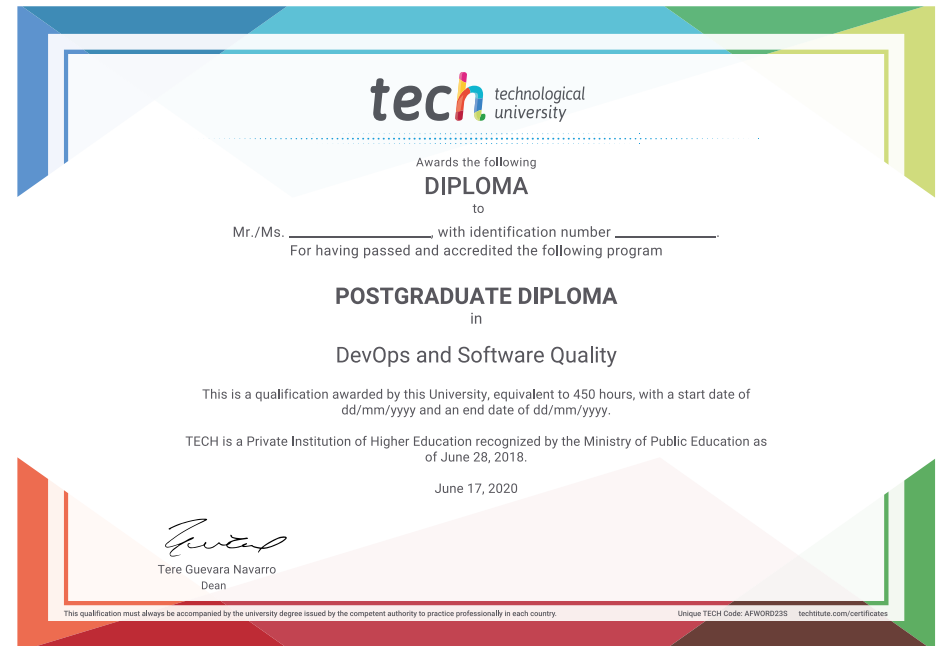 tech technological
university
Awards the following
DIPLOMA
to
Mr./Ms. ____________, with identification number ____________.
For having passed and accredited the following program
POSTGRADUATE DIPLOMA
in
DevOps and Software Quality
This is a qualification awarded by this University, equivalent to 450 hours, with a start date of
dd/mm/yyyy and an end date of dd/mm/yyyy.
TECH is a Private Institution of Higher Education recognized by the Ministry of Public Education as
of June 28, 2018.
June 17, 2020
Tere Guevara Navarro
Dean
This qualification must always be accompanied by the university degree issued by the competent authority to practice professionally in each country. Unique TECH Code: AFWORD23S techtitute.com/certificates